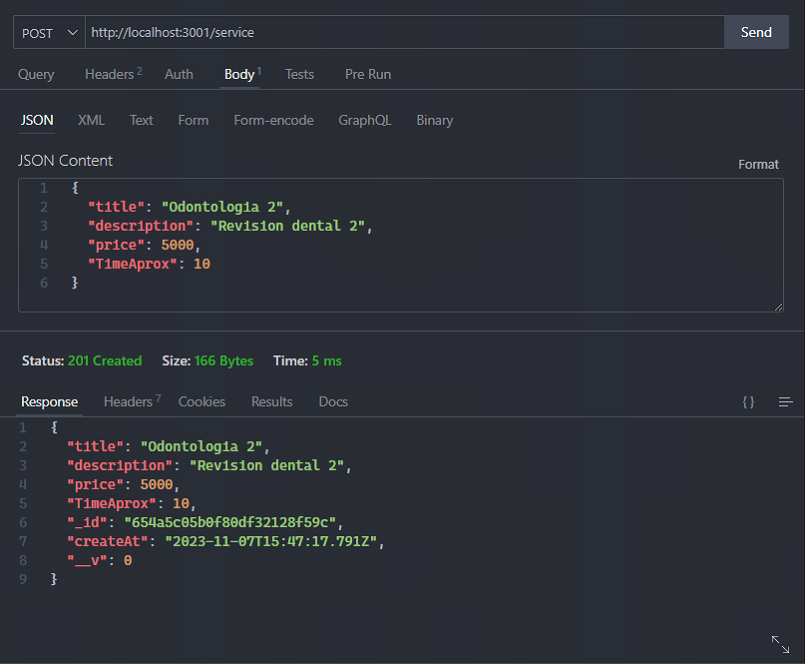 POST http://localhost:3001/service Send
Query Headers 2 Auth Body 1 Tests Pre Run
JSON XML Text Form Form-encode GraphQL Binary
JSON Content
Format
1 {
2 "title": "Odontologia 2",
3 "description": "Revision dental 2",
4 "price": 5000,
5 "TimeAprox": 10
6 }
Status: 201 Created Size: 166 Bytes Time: 5 ms
Response Headers 7 Cookies Results Docs { }
1 {
2 "title": "Odontologia 2",
3 "description": "Revision dental 2",
4 "price": 5000,
5 "TimeAprox": 10,
6 "_id": "654a5c05b0f80df32128f59c",
7 "createAt": "2023-11-07T15:47:17.791Z",
8 "__v": 0
9 }